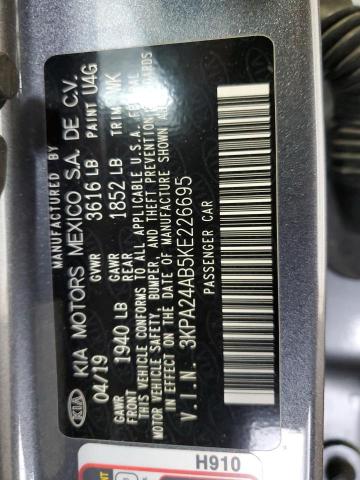 MANUFACTURED BY
KIA KIA MOTORS MEXICO S.A. DE C.V.
04/19 GVWR 3616 LB PAINT U4G
GAWR FRONT 1940 LB GAWR REAR 1852 LB TRIM WK
THIS VEHICLE CONFORMS TO ALL APPLICABLE U.S.A. FEDERAL
MOTOR VEHICLE SAFETY, BUMPER, AND THEFT PREVENTION STANDARDS
IN EFFECT ON THE DATE OF MANUFACTURE SHOWN ABOVE.
V.I.N. 3KPA24AB5KE226695
PASSENGER CAR
H910